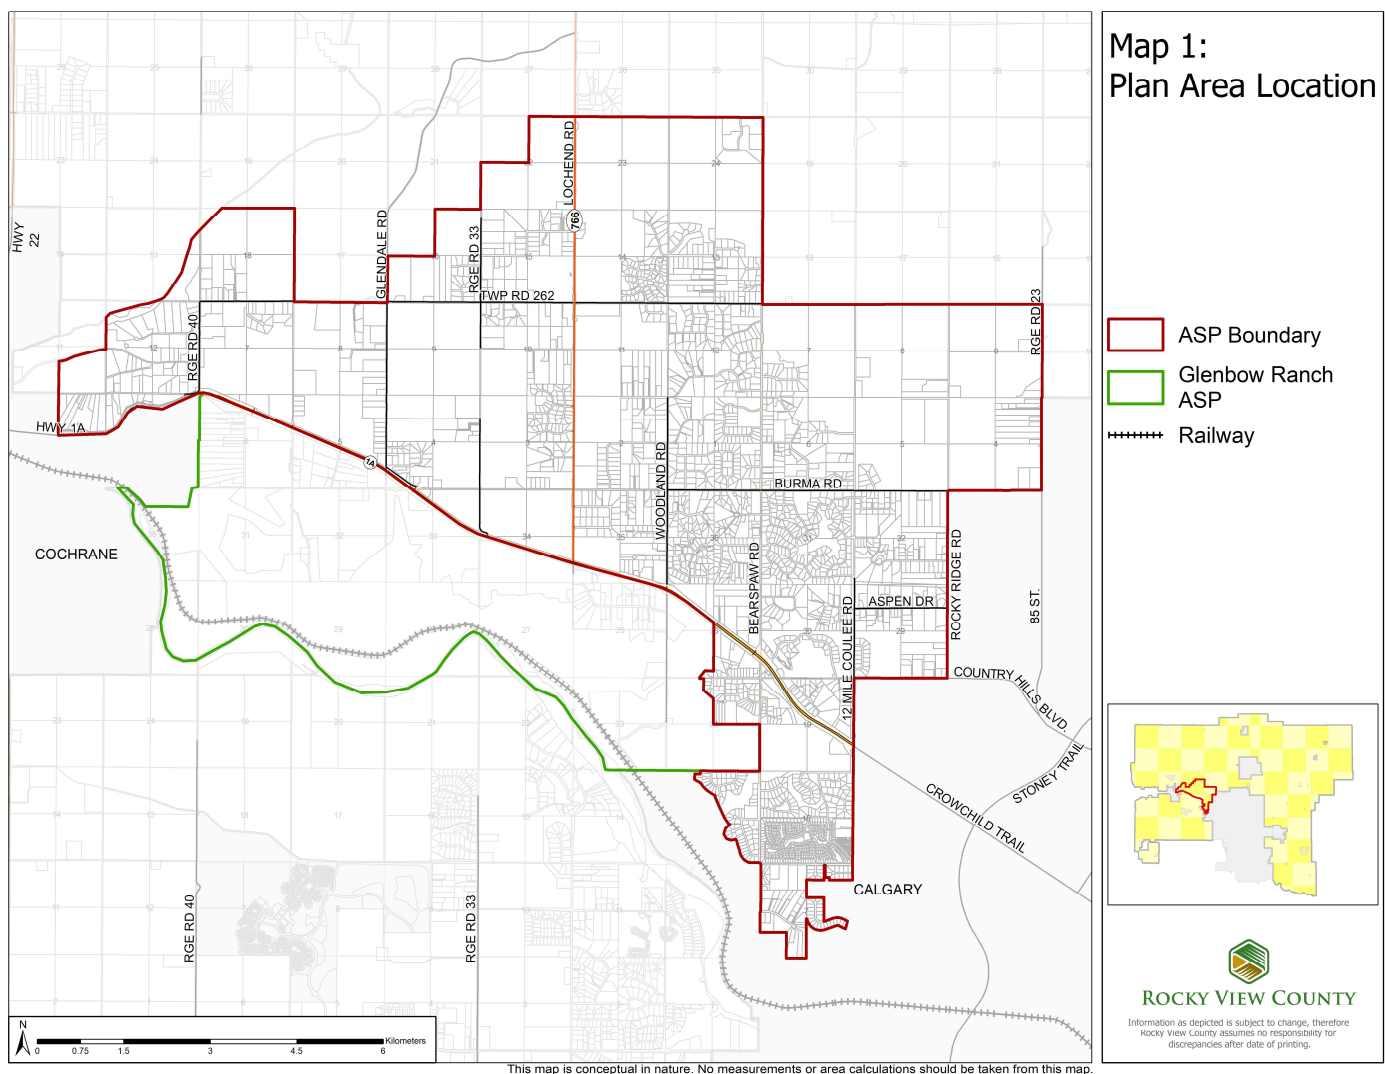 Map 1:
Plan Area Location
ASP Boundary
Glenbow Ranch
ASP
Railway
HWY
22
GLENDALE RD
RGE RD 33
LOCHEND RD
766
TWP RD 262
RGE RD 40
RGE RD 23
HWY 1A
1A
WOODLAND RD
BURMA RD
COCHRANE
BEARSPAW RD
12 MILE COULEE RD
ASPEN DR
ROCKY RIDGE RD
85 ST.
COUNTRY HILLS BLVD.
STONEY TRAIL
CROWCHILD TRAIL
CALGARY
RGE RD 40
RGE RD 33
N
0 0.75 1.5 3 4.5 6
Kilometers
ROCKY VIEW COUNTY
Information as depicted is subject to change, therefore
Rocky View County assumes no responsibility for
discrepancies after date of printing.
This map is conceptual in nature. No measurements or area calculations should be taken from this map.